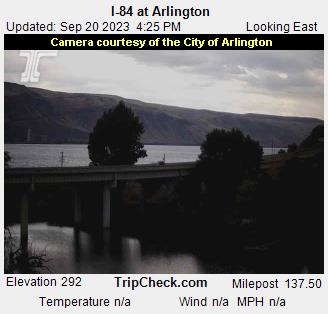 I-84 at Arlington
Updated: Sep 20 2023 4:25 PM Looking East
Camera courtesy of the City of Arlington
Elevation 292 TripCheck.com Milepost 137.50
Temperature n/a Wind n/a MPH n/a